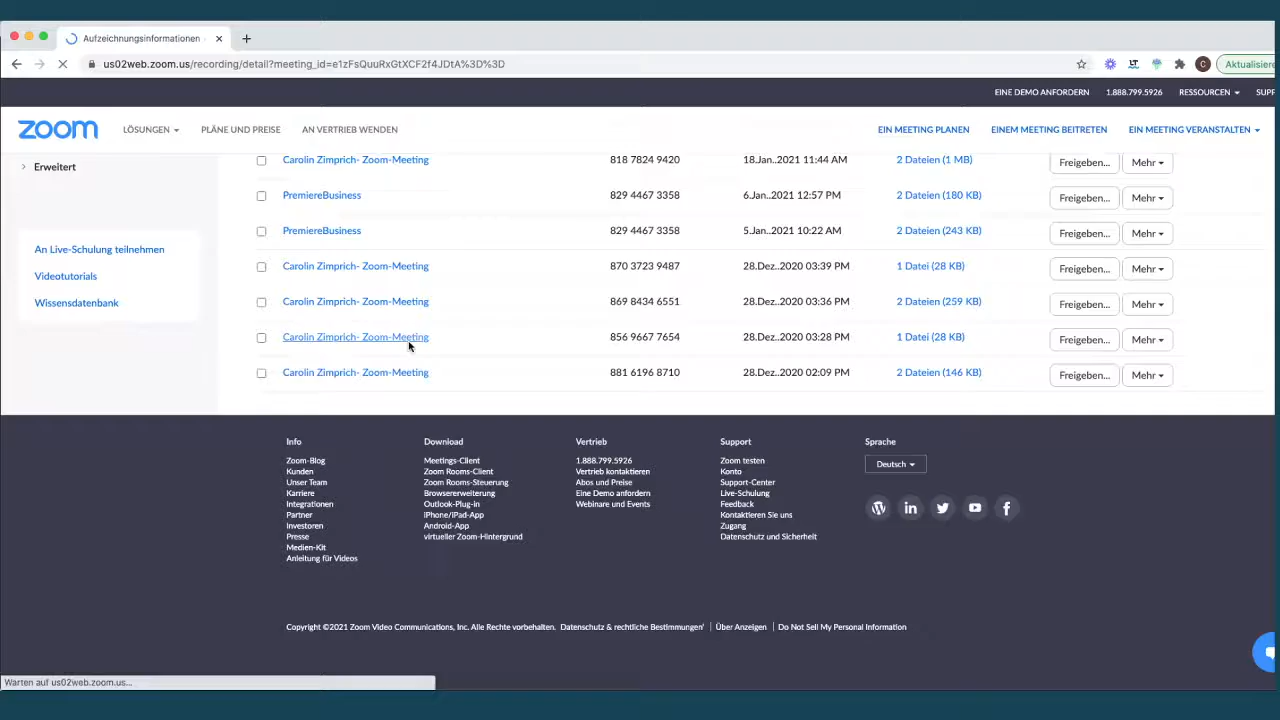 Aufzeichnungsinformationen
us02web.zoom.us/recording/detail?meeting_id=e1zFsQuuRxGtXCF2f4JDtA%3D%3D
LT
C
Aktualisiere
EINE DEMO ANFORDERN 1.888.799.5926 RESSOURCEN SUPP
zoom LÖSUNGEN PLÄNE UND PREISE AN VERTRIEB WENDEN EIN MEETING PLANEN EINEM MEETING BEITRETEN EIN MEETING VERANSTALTEN
Erweitert
An Live-Schulung teilnehmen
Videotutorials
Wissensdatenbank
Carolin Zimprich- Zoom-Meeting 818 7824 9420 18.Jan..2021 11:44 AM 2 Dateien (1 MB) Freigeben... Mehr
PremiereBusiness 829 4467 3358 6.Jan..2021 12:57 PM 2 Dateien (180 KB) Freigeben... Mehr
PremiereBusiness 829 4467 3358 5.Jan..2021 10:22 AM 2 Dateien (243 KB) Freigeben... Mehr
Carolin Zimprich- Zoom-Meeting 870 3723 9487 28.Dez..2020 03:39 PM 1 Datei (28 KB) Freigeben... Mehr
Carolin Zimprich- Zoom-Meeting 869 8434 6551 28.Dez..2020 03:36 PM 2 Dateien (259 KB) Freigeben... Mehr
Carolin Zimprich- Zoom-Meeting 856 9667 7654 28.Dez..2020 03:28 PM 1 Datei (28 KB) Freigeben... Mehr
Carolin Zimprich- Zoom-Meeting 881 6196 8710 28.Dez..2020 02:09 PM 2 Dateien (146 KB) Freigeben... Mehr
Info
Zoom-Blog
Kunden
Unser Team
Karriere
Integrationen
Partner
Investoren
Presse
Medien-Kit
Anleitung für Videos
Download
Meetings-Client
Zoom Rooms-Client
Zoom Rooms-Steuerung
Browsererweiterung
Outlook-Plug-in
iPhone/iPad-App
Android-App
virtueller Zoom-Hintergrund
Vertrieb
1.888.799.5926
Vertrieb kontaktieren
Abos und Preise
Eine Demo anfordern
Webinare und Events
Support
Zoom testen
Konto
Support-Center
Live-Schulung
Feedback
Kontaktieren Sie uns
Zugang
Datenschutz und Sicherheit
Sprache
Deutsch
Copyright ©2021 Zoom Video Communications, Inc. Alle Rechte vorbehalten. Datenschutz & rechtliche Bestimmungen' | Über Anzeigen | Do Not Sell My Personal Information
Warten auf us02web.zoom.us...